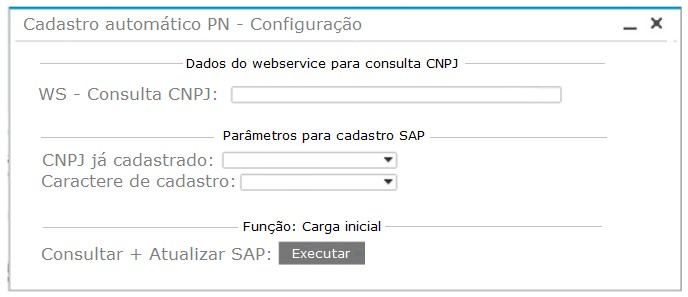 Cadastro automático PN - Configuração
Dados do webservice para consulta CNPJ
WS - Consulta CNPJ:
Parâmetros para cadastro SAP
CNPJ já cadastrado:
Caractere de cadastro:
Função: Carga inicial
Consultar + Atualizar SAP: Executar